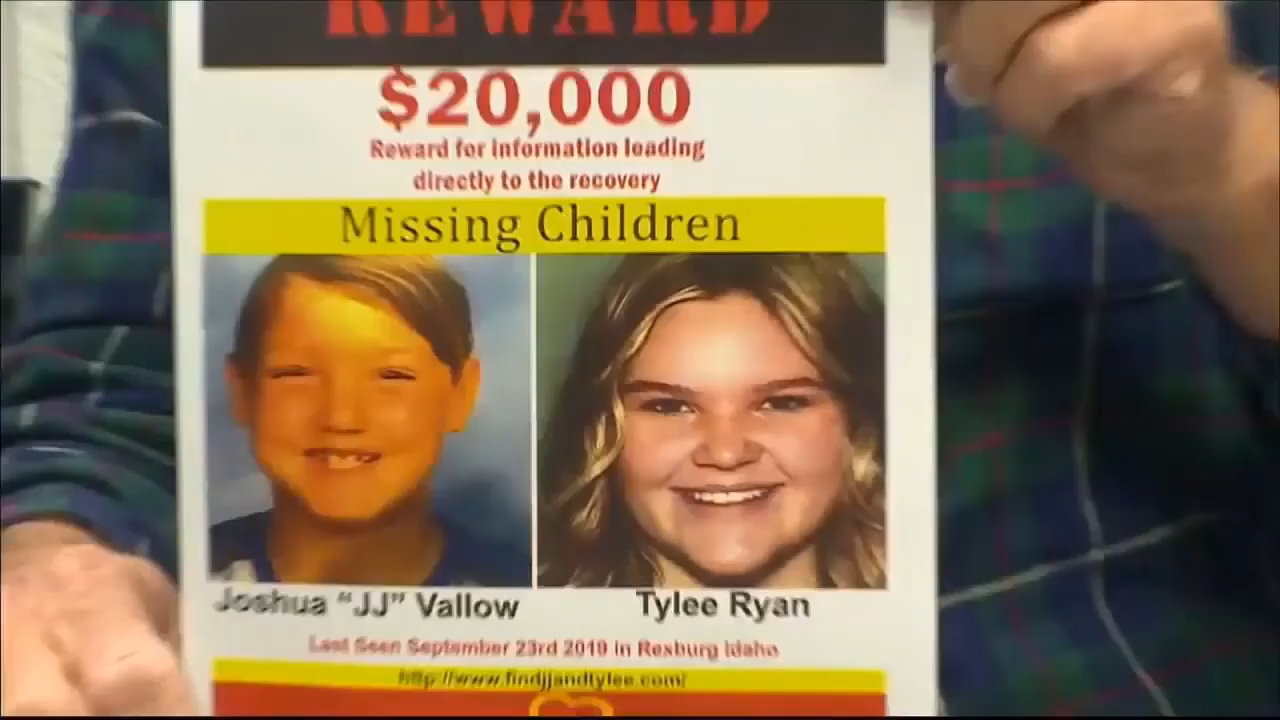 REWARD
$20,000
Reward for information leading
directly to the recovery
Missing Children
Joshua “JJ” Vallow
Tylee Ryan
Last Seen September 23rd 2019 in Rexburg Idaho
http://www.findjjandtylee.com/